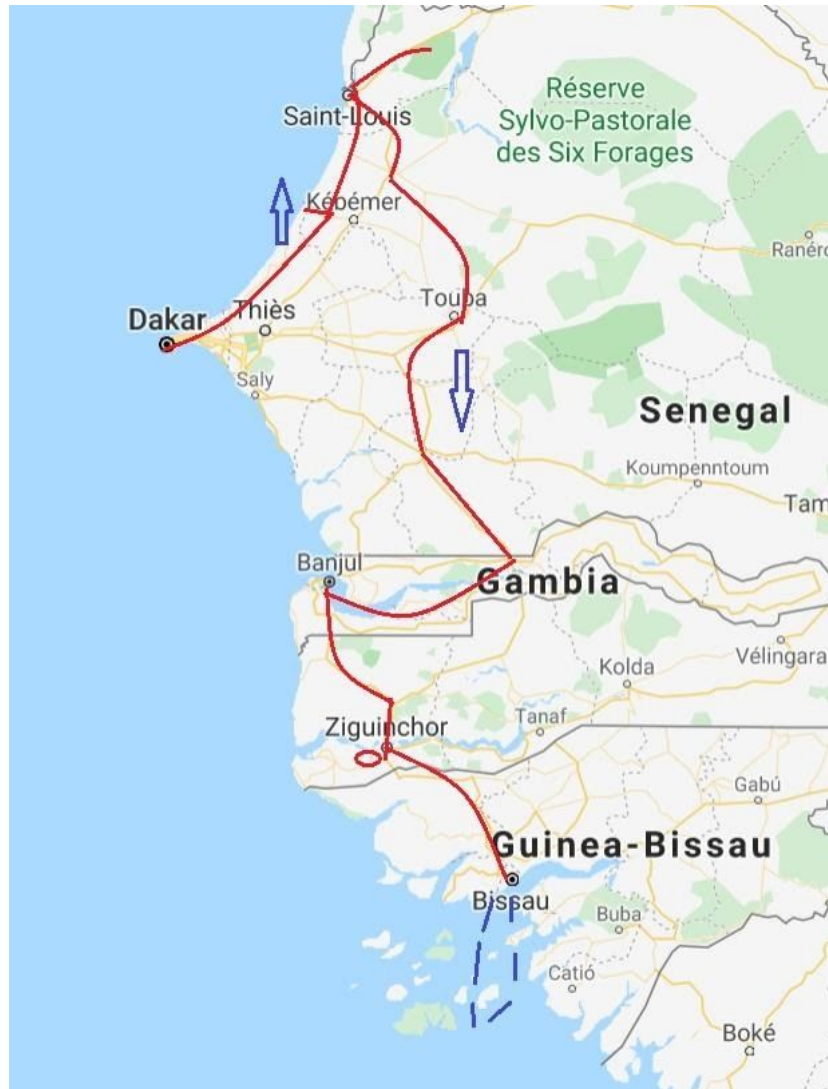 Réserve
Sylvo-Pastorale
des Six Forages
Saint-Louis
Kébémer
Ranéro
Touba
Thiès
Dakar
Saly
Senegal
Koumpenntoum
Tam
Banjul
Gambia
Vélingara
Kolda
Tanaf
Ziguinchor
Gabú
Guinea-Bissau
Bissau
Buba
Catió
Boké